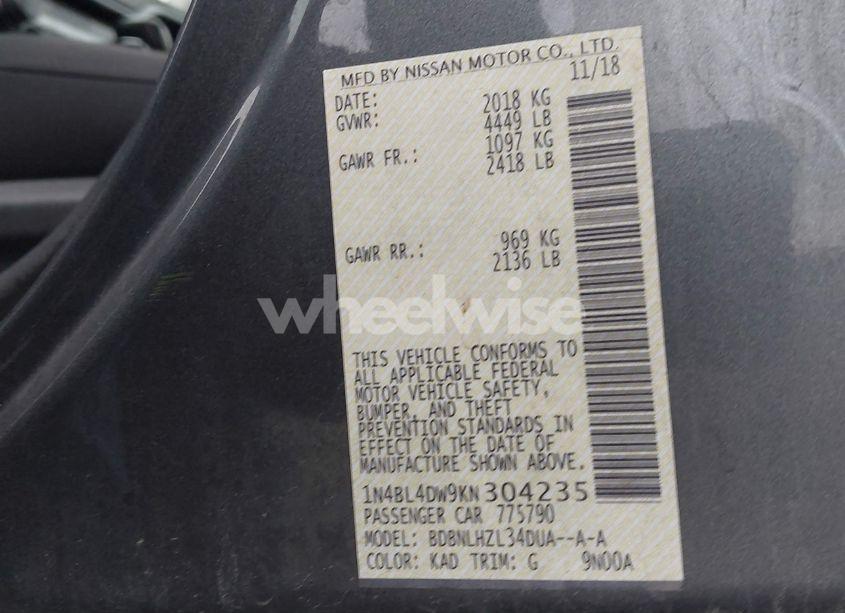 MFD BY NISSAN MOTOR CO., LTD.
11/18
DATE: 2018 KG
GVWR: 4449 LB
1097 KG
GAWR FR.: 2418 LB
969 KG
GAWR RR.: 2136 LB
wheelwise
THIS VEHICLE CONFORMS TO
ALL APPLICABLE FEDERAL
MOTOR VEHICLE SAFETY,
BUMPER, AND THEFT
PREVENTION STANDARDS IN
EFFECT ON THE DATE OF
MANUFACTURE SHOWN ABOVE.
1N4BL4DW9KN304235
PASSENGER CAR 775790
MODEL: BDBNLHZL34DUA--A-A
COLOR: KAD TRIM: G 9N00A